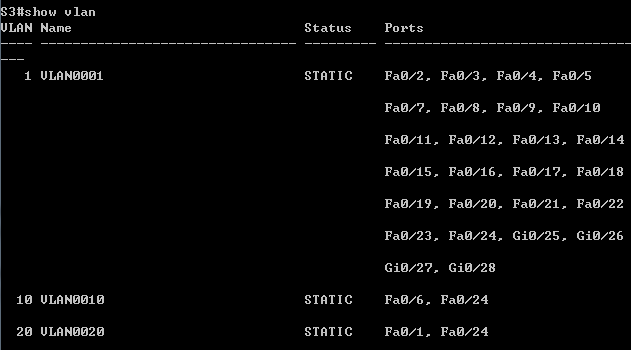 S3#show vlan
VLAN Name                             Status    Ports
---- -------------------------------- --------- -------------------------------
---
   1 VLAN0001                         STATIC    Fa0/2, Fa0/3, Fa0/4, Fa0/5
                                                Fa0/7, Fa0/8, Fa0/9, Fa0/10
                                                Fa0/11, Fa0/12, Fa0/13, Fa0/14
                                                Fa0/15, Fa0/16, Fa0/17, Fa0/18
                                                Fa0/19, Fa0/20, Fa0/21, Fa0/22
                                                Fa0/23, Fa0/24, Gi0/25, Gi0/26
                                                Gi0/27, Gi0/28
  10 VLAN0010                         STATIC    Fa0/6, Fa0/24
  20 VLAN0020                         STATIC    Fa0/1, Fa0/24